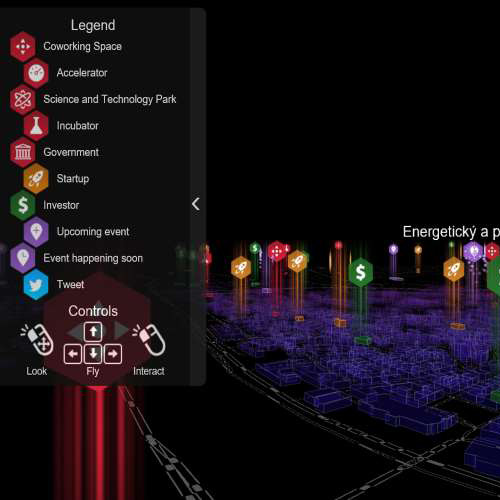 Legend
Coworking Space
Accelerator
Science and Technology Park
Incubator
Government
Startup
$ Investor
Upcoming event
Event happening soon
Tweet
Controls
Look
Fly
Interact
Energetický a p
$